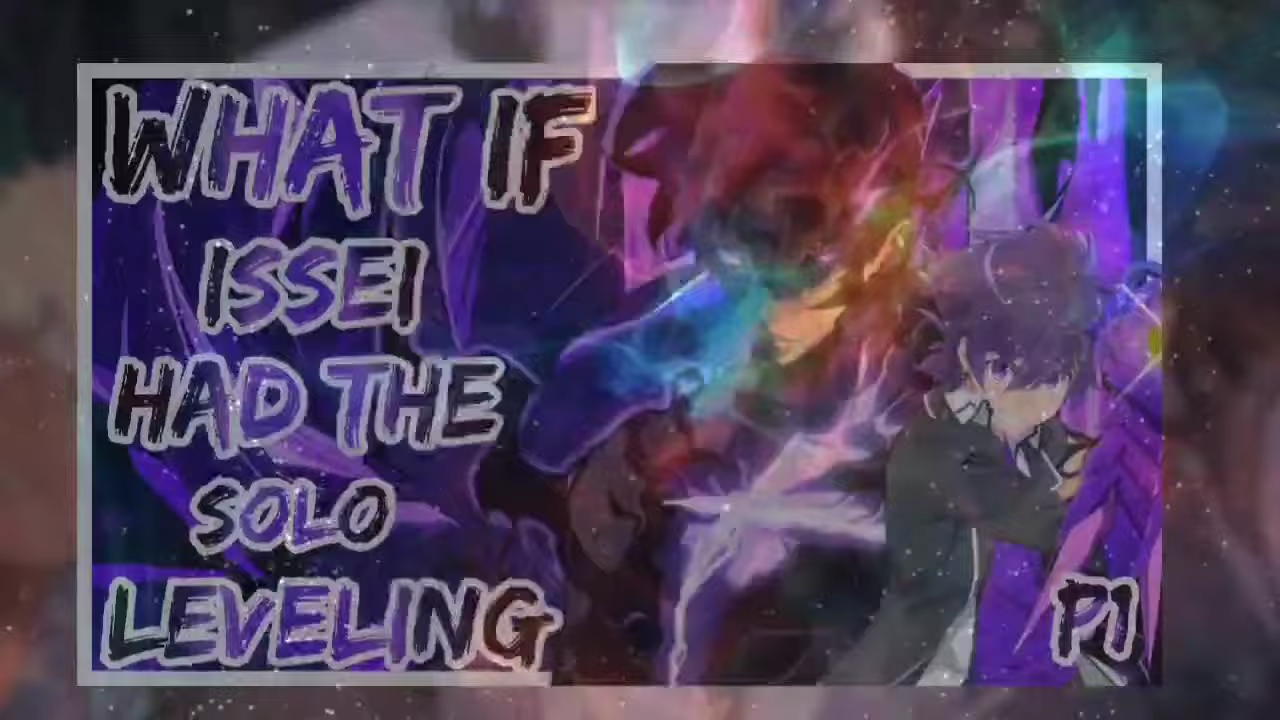 WHAT IF
ISSEI
HAD THE
SOLO
LEVELING
P1